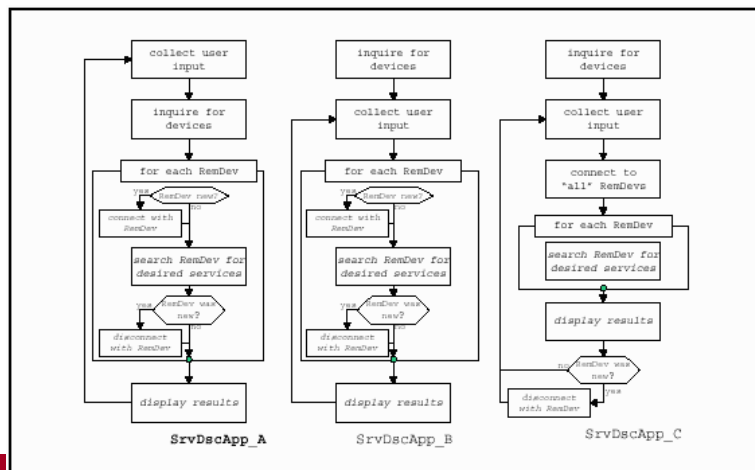 collect user
input
inquire for
devices
for each RemDev
yes
RemDev new?
no
connect with
RemDev
search RemDev for
desired services
yes
RemDev was
new?
no
disconnect
with RemDev
display results
SrvDscApp_A
inquire for
devices
collect user
input
for each RemDev
yes
RemDev new?
no
connect with
RemDev
search RemDev for
desired services
yes
RemDev was
new?
no
disconnect
with RemDev
display results
SrvDscApp_B
inquire for
devices
collect user
input
connect to
"all" RemDevs
for each RemDev
search RemDev for
desired services
display results
no
RemDev was
new?
yes
disconnect
with RemDev
SrvDscApp_C